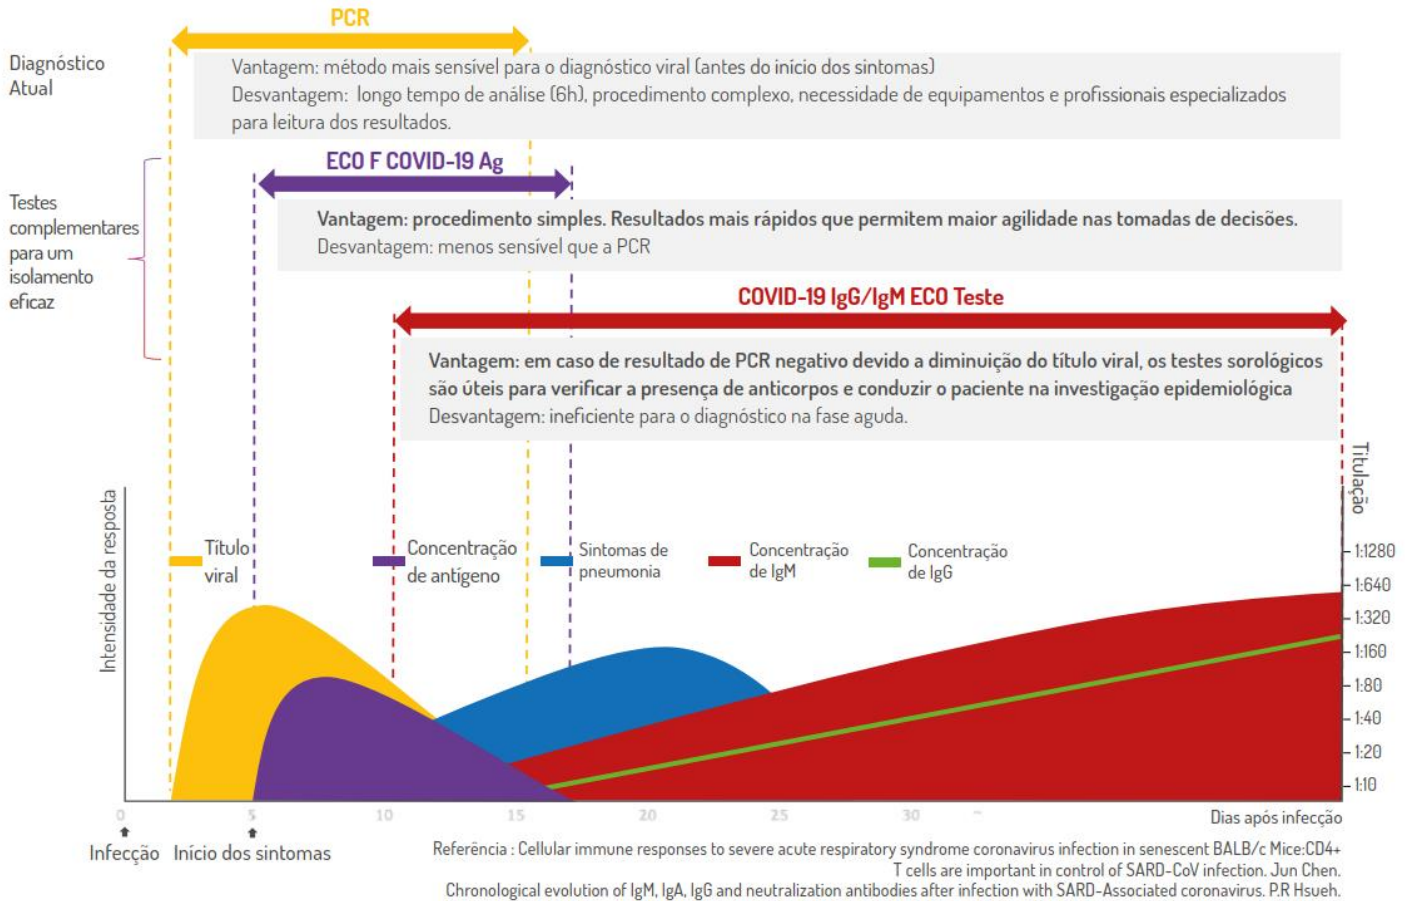 PCR
Diagnóstico
Atual
Vantagem: método mais sensível para o diagnóstico viral (antes do início dos sintomas)
Desvantagem: longo tempo de análise (6h), procedimento complexo, necessidade de equipamentos e profissionais especializados
para leitura dos resultados.
ECO F COVID-19 Ag
Testes
complementares
para um
isolamento
eficaz
Vantagem: procedimento simples. Resultados mais rápidos que permitem maior agilidade nas tomadas de decisões.
Desvantagem: menos sensível que a PCR
COVID-19 IgG/IgM ECO Teste
Vantagem: em caso de resultado de PCR negativo devido a diminuição do título viral, os testes sorológicos
são úteis para verificar a presença de anticorpos e conduzir o paciente na investigação epidemiológica
Desvantagem: ineficiente para o diagnóstico na fase aguda.
Intensidade da resposta
Titulação
Título
viral
Concentração
de antígeno
Sintomas de
pneumonia
Concentração
de IgM
Concentração
de IgG
1:1280
1:640
1:320
1:160
1:80
1:40
1:20
1:10
0 5 10 15 20 25 30
Dias após infecção
Infecção
Início dos sintomas
Referência : Cellular immune responses to severe acute respiratory syndrome coronavirus infection in senescent BALB/c Mice:CD4+
T cells are important in control of SARD-CoV infection. Jun Chen.
Chronological evolution of IgM, IgA, IgG and neutralization antibodies after infection with SARD-Associated coronavirus. P.R Hsueh.